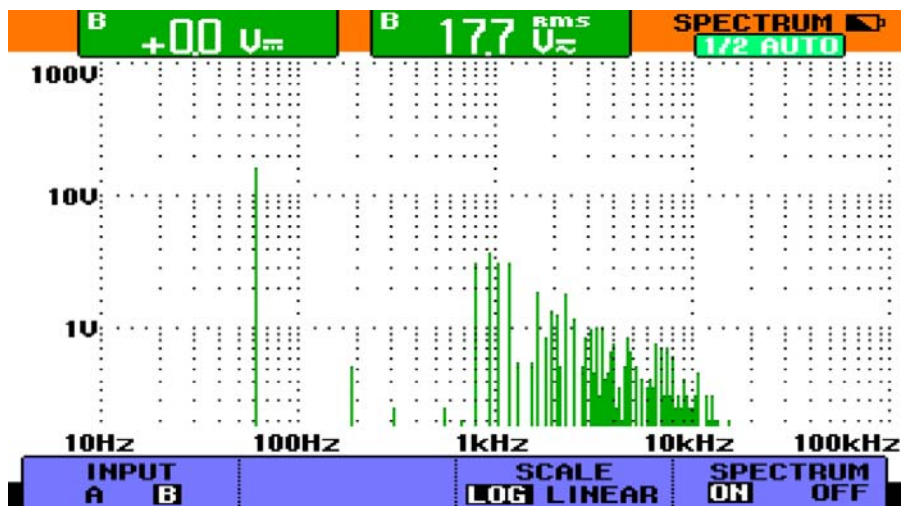 B +0.0 V⎓ B 17.7 RMS V≂ SPECTRUM
1/2 AUTO
100V
10V
1V
10Hz 100Hz 1kHz 10kHz 100kHz
INPUT SCALE SPECTRUM
A B LOG LINEAR ON OFF